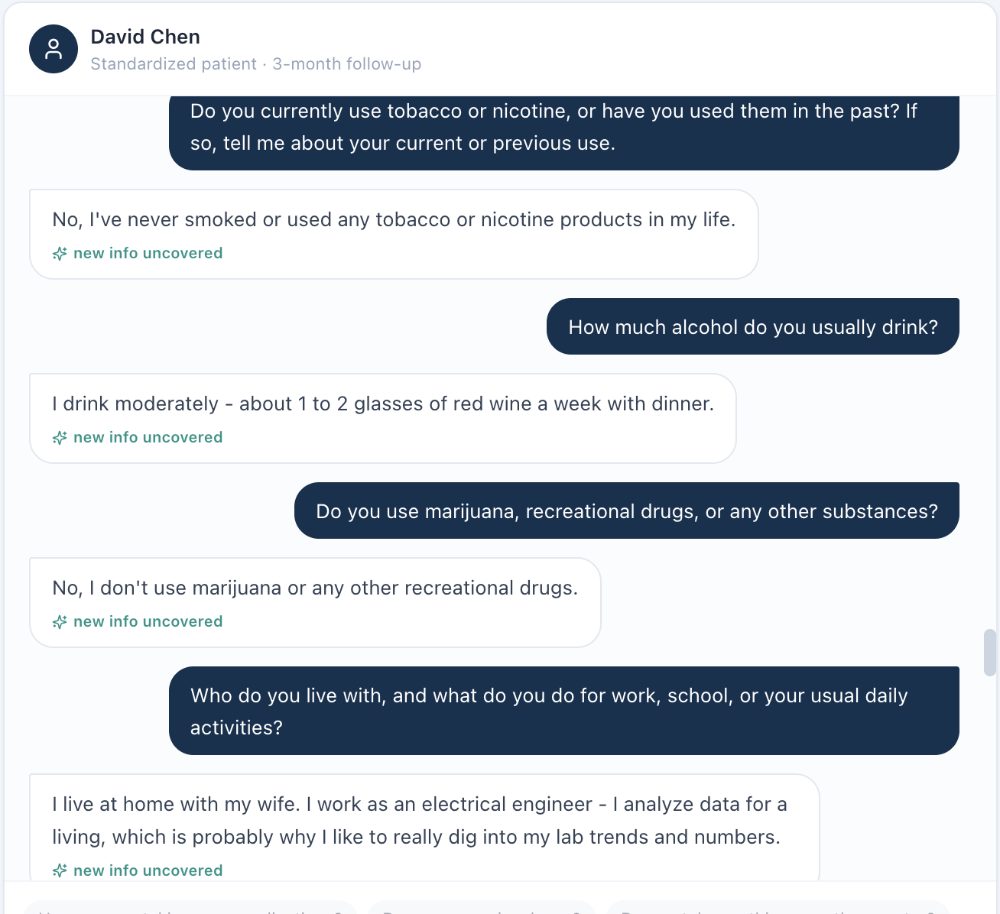 David Chen
Standardized patient · 3-month follow-up
Do you currently use tobacco or nicotine, or have you used them in the past? If
so, tell me about your current or previous use.
No, I've never smoked or used any tobacco or nicotine products in my life.
new info uncovered
How much alcohol do you usually drink?
I drink moderately - about 1 to 2 glasses of red wine a week with dinner.
new info uncovered
Do you use marijuana, recreational drugs, or any other substances?
No, I don't use marijuana or any other recreational drugs.
new info uncovered
Who do you live with, and what do you do for work, school, or your usual daily
activities?
I live at home with my wife. I work as an electrical engineer - I analyze data for a
living, which is probably why I like to really dig into my lab trends and numbers.
new info uncovered